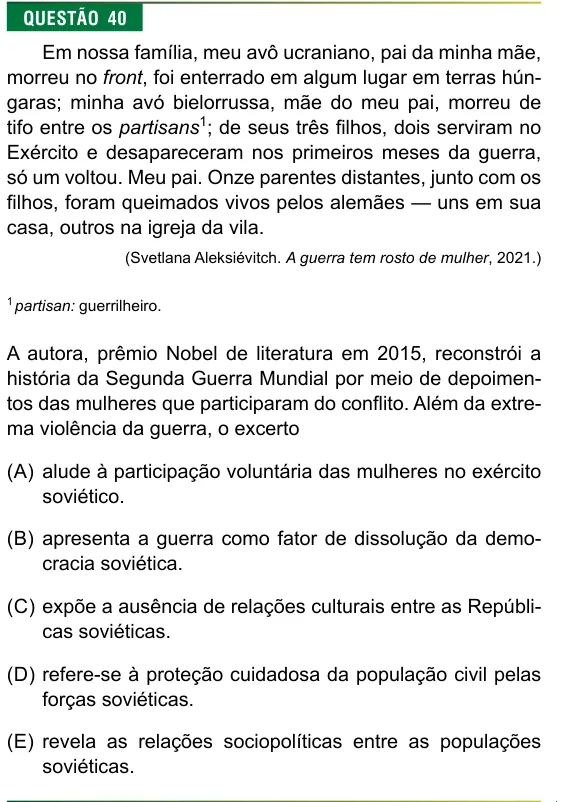 QUESTÃO 40
Em nossa família, meu avô ucraniano, pai da minha mãe,
morreu no front, foi enterrado em algum lugar em terras hún-
garas; minha avó bielorrussa, mãe do meu pai, morreu de
tifo entre os partisans¹; de seus três filhos, dois serviram no
Exército e desapareceram nos primeiros meses da guerra,
só um voltou. Meu pai. Onze parentes distantes, junto com os
filhos, foram queimados vivos pelos alemães — uns em sua
casa, outros na igreja da vila.
(Svetlana Aleksiévitch. A guerra tem rosto de mulher, 2021.)
¹ partisan: guerrilheiro.
A autora, prêmio Nobel de literatura em 2015, reconstrói a
história da Segunda Guerra Mundial por meio de depoimen-
tos das mulheres que participaram do conflito. Além da extre-
ma violência da guerra, o excerto
(A) alude à participação voluntária das mulheres no exército
soviético.
(B) apresenta a guerra como fator de dissolução da demo-
cracia soviética.
(C) expõe a ausência de relações culturais entre as Repúbli-
cas soviéticas.
(D) refere-se à proteção cuidadosa da população civil pelas
forças soviéticas.
(E) revela as relações sociopolíticas entre as populações
soviéticas.